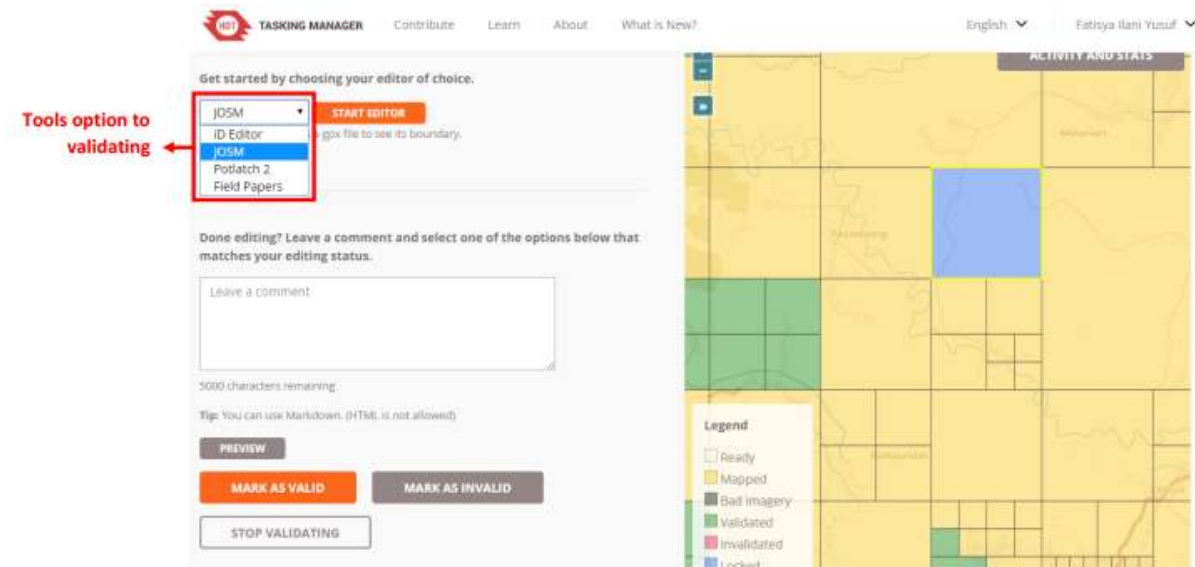 HOT TASKING MANAGER Contribute Learn About What is New? English Fatisya Ilani Yusuf
ACTIVITY AND STATS
Get started by choosing your editor of choice.
JOSM START EDITOR
Tools option to
validating
iD Editor
gpx file to see its boundary.
JOSM
Potlatch 2
Field Papers
Done editing? Leave a comment and select one of the options below that
matches your editing status.
Leave a comment
5000 characters remaining
Tip: You can use Markdown. (HTML is not allowed)
PREVIEW
MARK AS VALID MARK AS INVALID
STOP VALIDATING
Legend
Ready
Mapped
Bad imagery
Validated
Invalidated
Locked